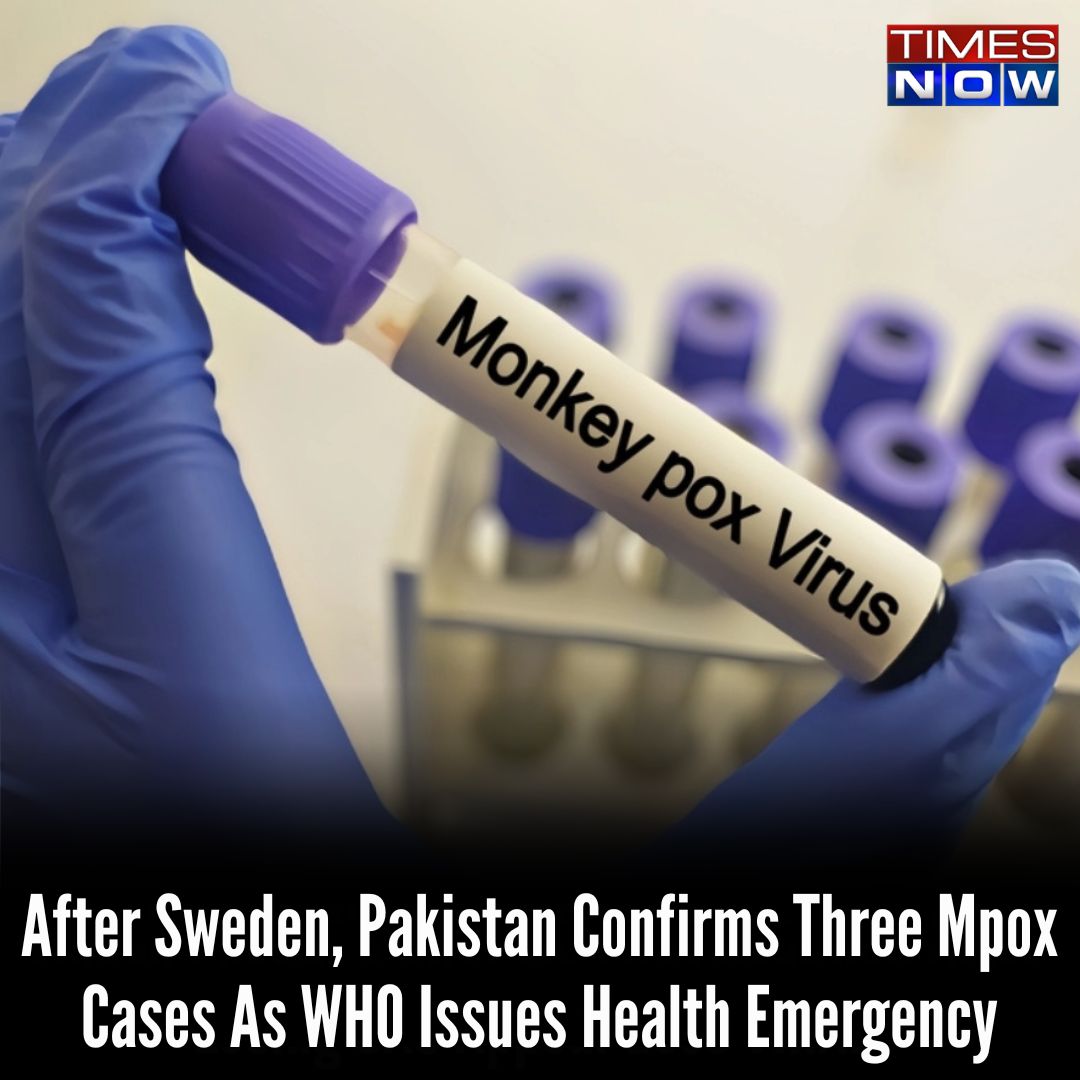 TIMES
NOW
Monkey pox Virus
After Sweden, Pakistan Confirms Three Mpox
Cases As WHO Issues Health Emergency